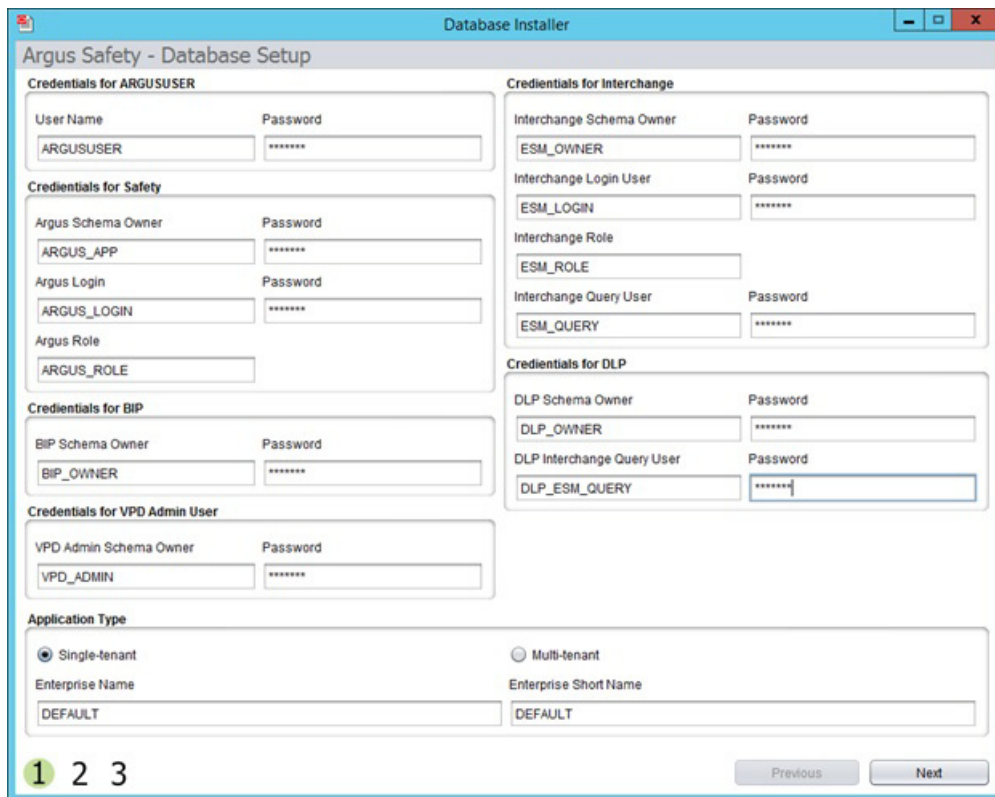 Database Installer
Argus Safety - Database Setup
Credentials for ARGUSUSER
User Name Password
ARGUSUSER *******
Credientials for Safety
Argus Schema Owner Password
ARGUS_APP *******
Argus Login Password
ARGUS_LOGIN *******
Argus Role
ARGUS_ROLE
Credentials for BIP
BIP Schema Owner Password
BIP_OWNER *******
Credentials for VPD Admin User
VPD Admin Schema Owner Password
VPD_ADMIN *******
Credientials for Interchange
Interchange Schema Owner Password
ESM_OWNER *******
Interchange Login User Password
ESM_LOGIN *******
Interchange Role
ESM_ROLE
Interchange Query User Password
ESM_QUERY *******
Credentials for DLP
DLP Schema Owner Password
DLP_OWNER *******
DLP Interchange Query User Password
DLP_ESM_QUERY *******
Application Type
Single-tenant Multi-tenant
Enterprise Name Enterprise Short Name
DEFAULT DEFAULT
1 2 3 Previous Next